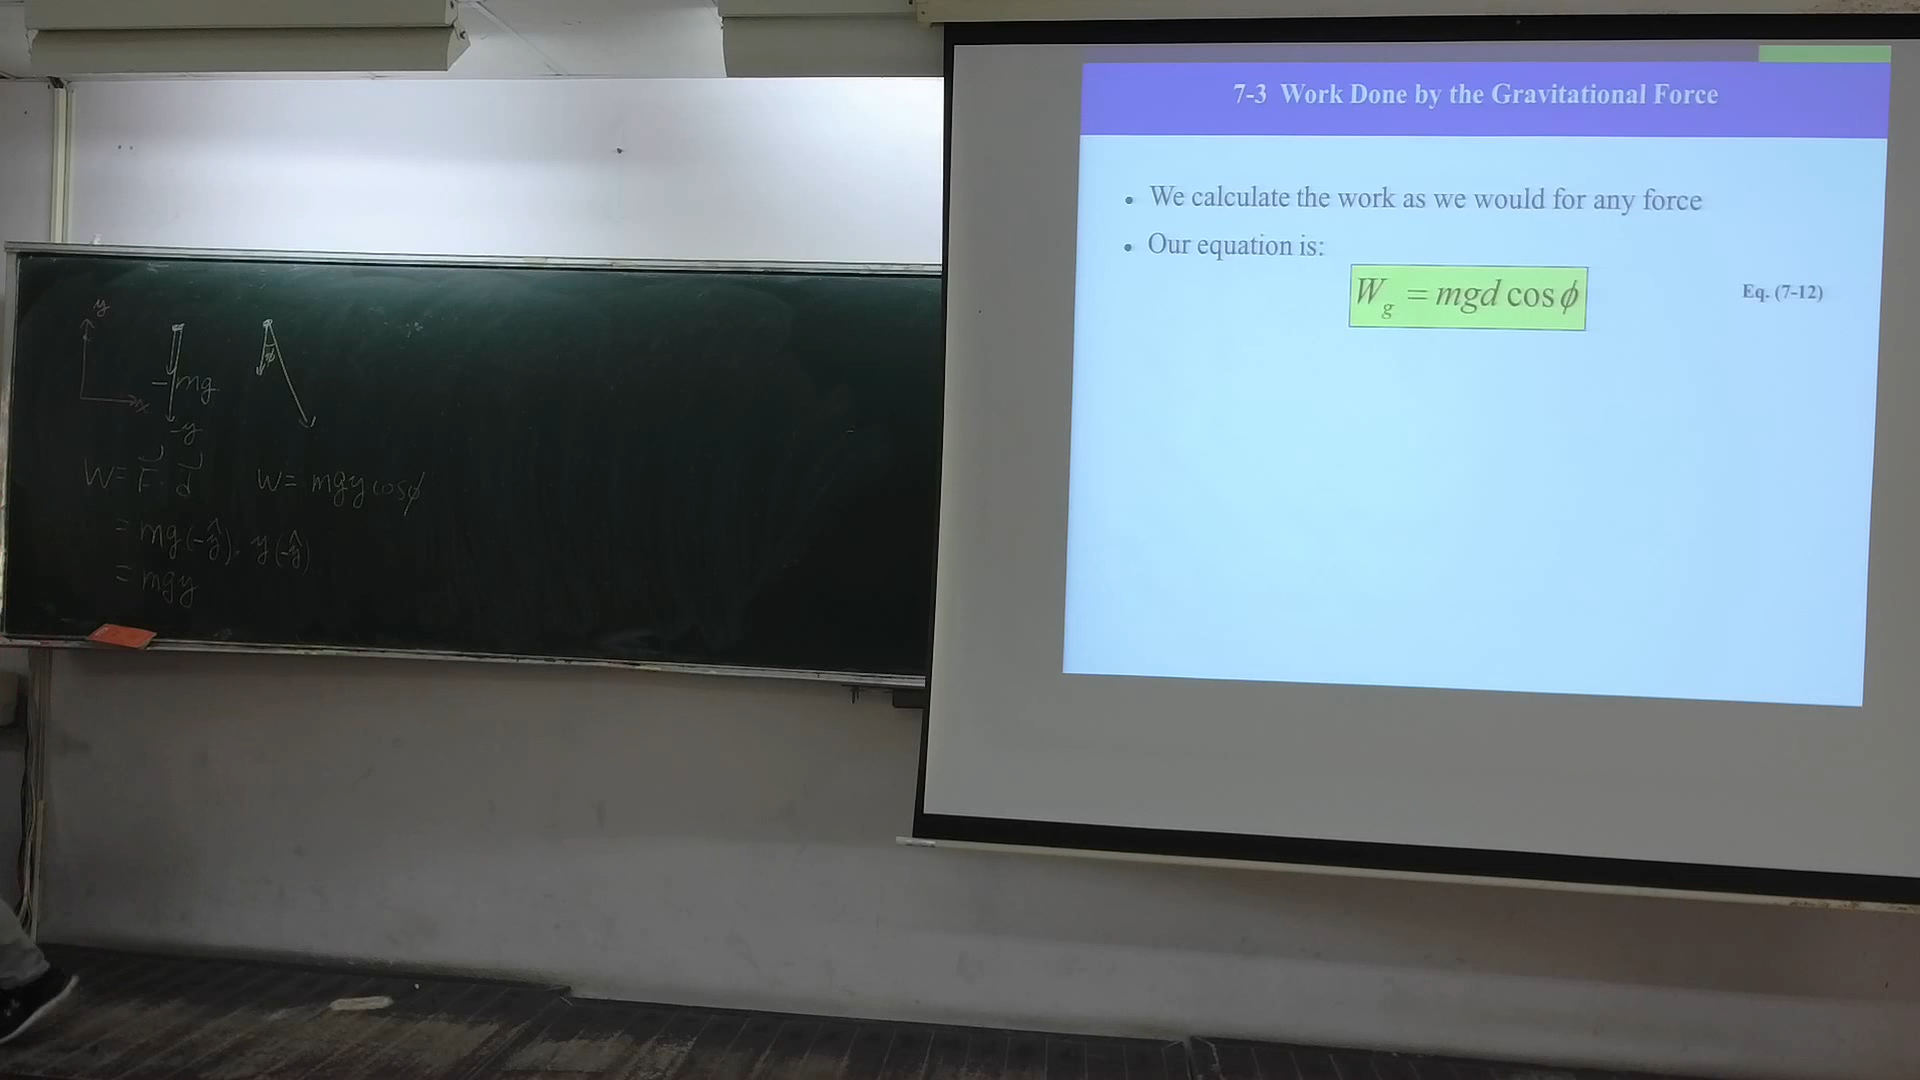 y
x
-mg
-y
φ
W = F⃗ · d⃗
= mg(-ŷ) · y(-ŷ)
= mgy
W = mgy cosφ
7-3 Work Done by the Gravitational Force
• We calculate the work as we would for any force
• Our equation is:
W_g = mgd cos φ
Eq. (7-12)